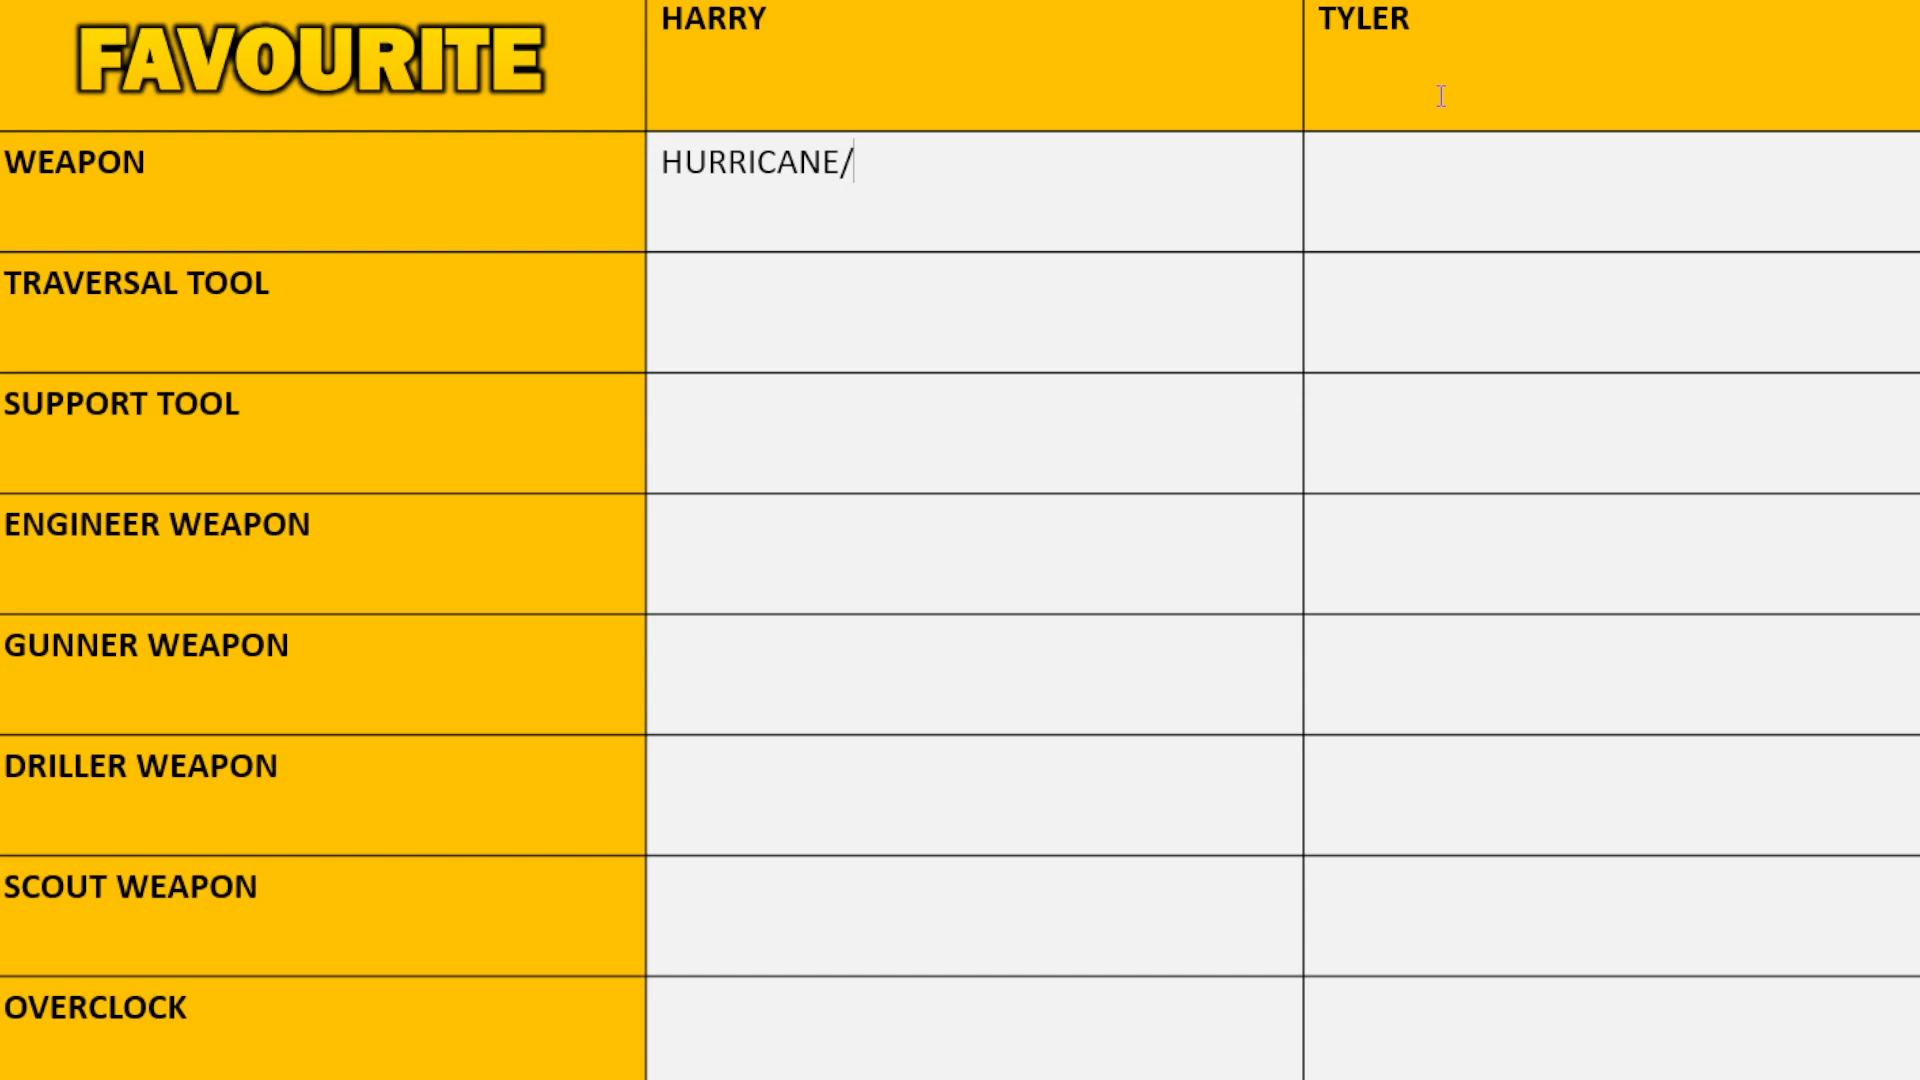 FAVOURITE
HARRY
TYLER
WEAPON
HURRICANE/
TRAVERSAL TOOL
SUPPORT TOOL
ENGINEER WEAPON
GUNNER WEAPON
DRILLER WEAPON
SCOUT WEAPON
OVERCLOCK